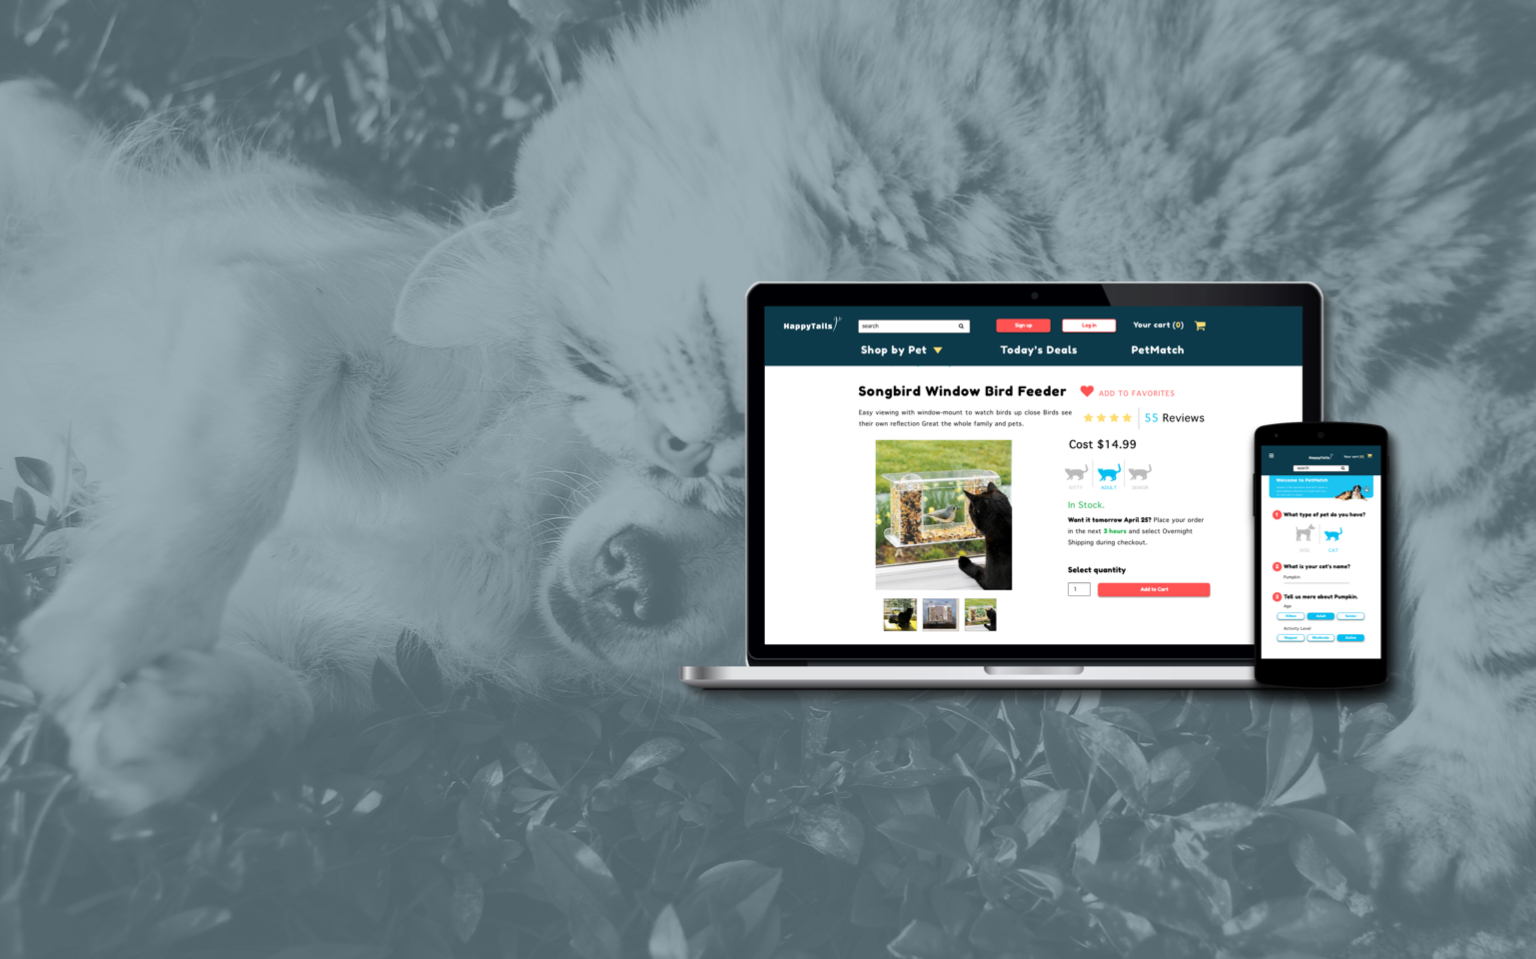 HappyTails
search
Sign up
Log in
Your cart (0)
Shop by Pet
Today's Deals
PetMatch
Songbird Window Bird Feeder
ADD TO FAVORITES
Easy viewing with window-mount to watch birds up close Birds see
their own reflection Great the whole family and pets.
55 Reviews
Cost $14.99
KITTY
ADULT
SENIOR
In Stock.
Want it tomorrow April 25? Place your order
in the next 3 hours and select Overnight
Shipping during checkout.
Select quantity
1
Add to Cart
HappyTails
Your cart (0)
search
Welcome to PetMatch
1 What type of pet do you have?
DOG
CAT
2 What is your cat's name?
Pumpkin
3 Tell us more about Pumpkin.
Age
Kitten
Adult
Senior
Activity Level
Moderate
Active